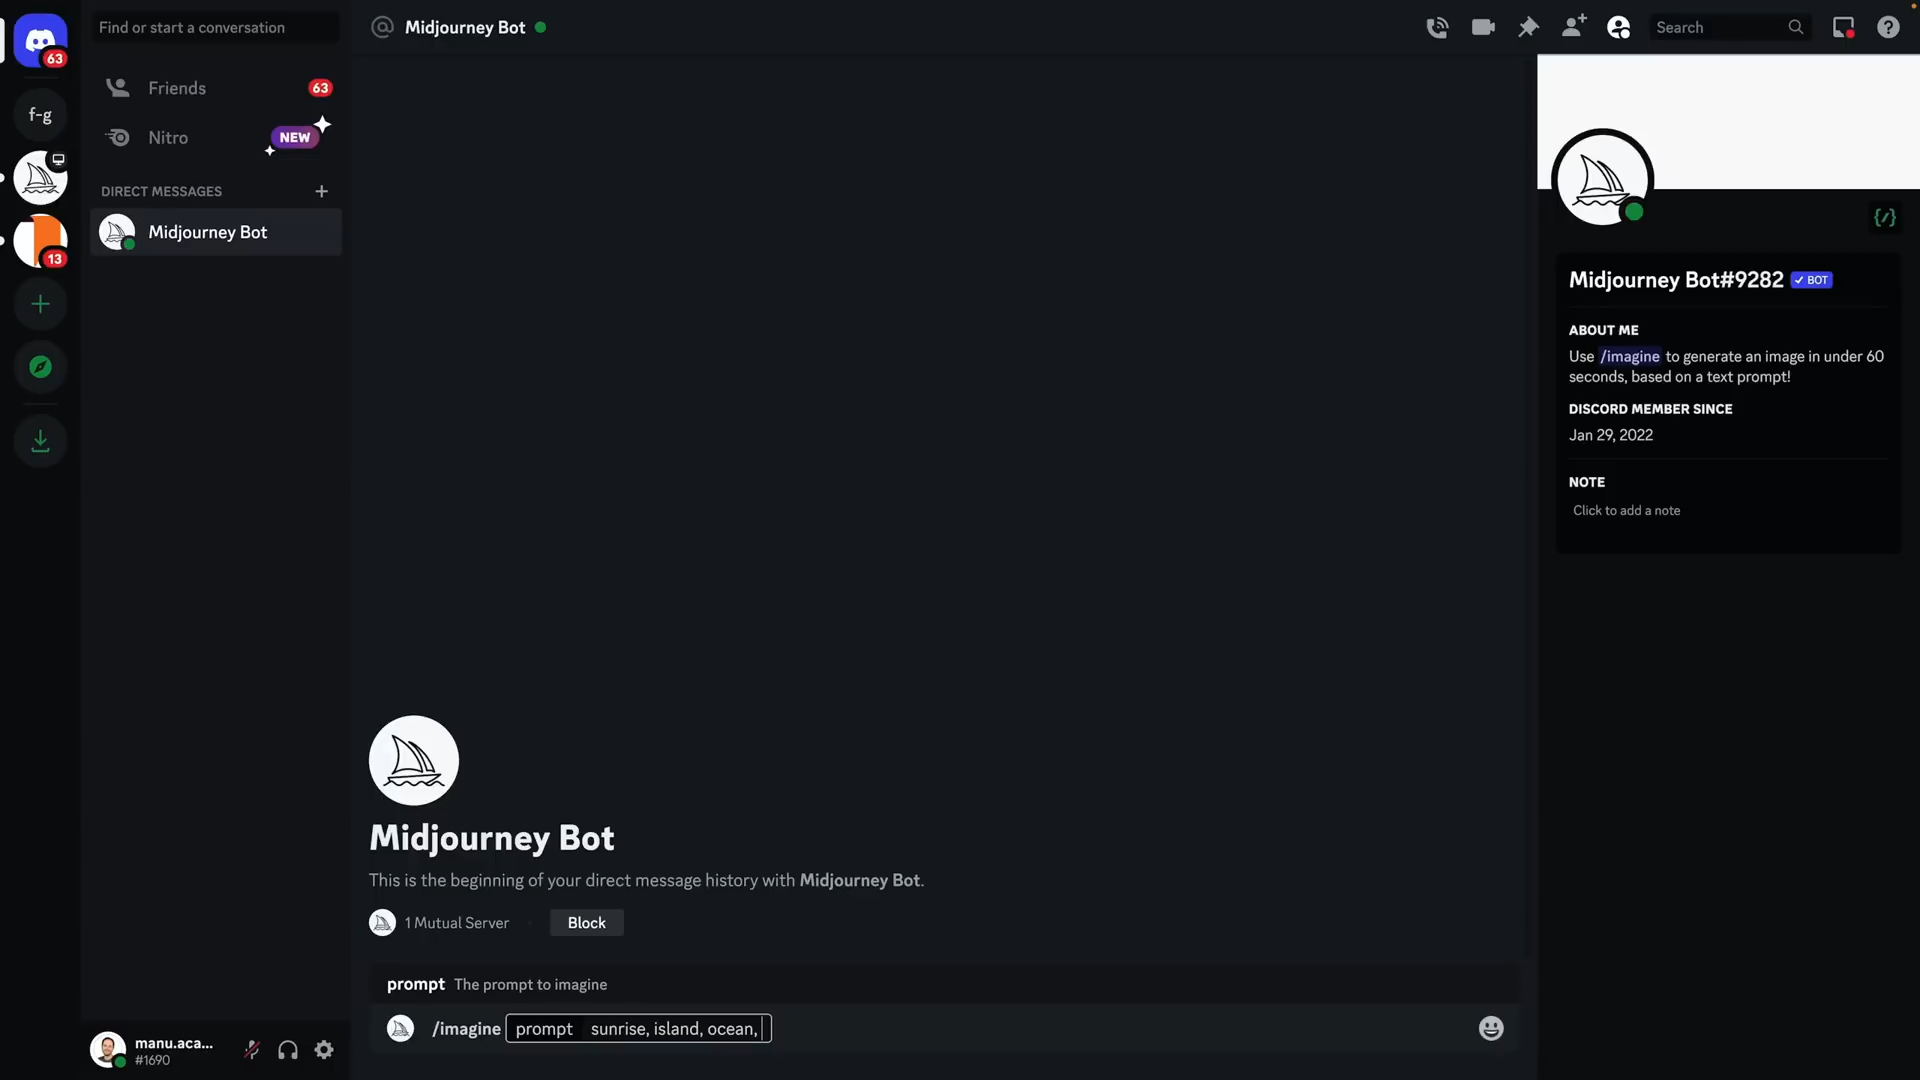 63
f-g
13
Find or start a conversation
Friends
63
Nitro
NEW
DIRECT MESSAGES
Midjourney Bot
manu.aca...
#1690
Midjourney Bot
Search
Midjourney Bot
This is the beginning of your direct message history with Midjourney Bot.
1 Mutual Server
Block
prompt The prompt to imagine
/imagine prompt sunrise, island, ocean,
Midjourney Bot#9282 BOT
ABOUT ME
Use /imagine to generate an image in under 60
seconds, based on a text prompt!
DISCORD MEMBER SINCE
Jan 29, 2022
NOTE
Click to add a note